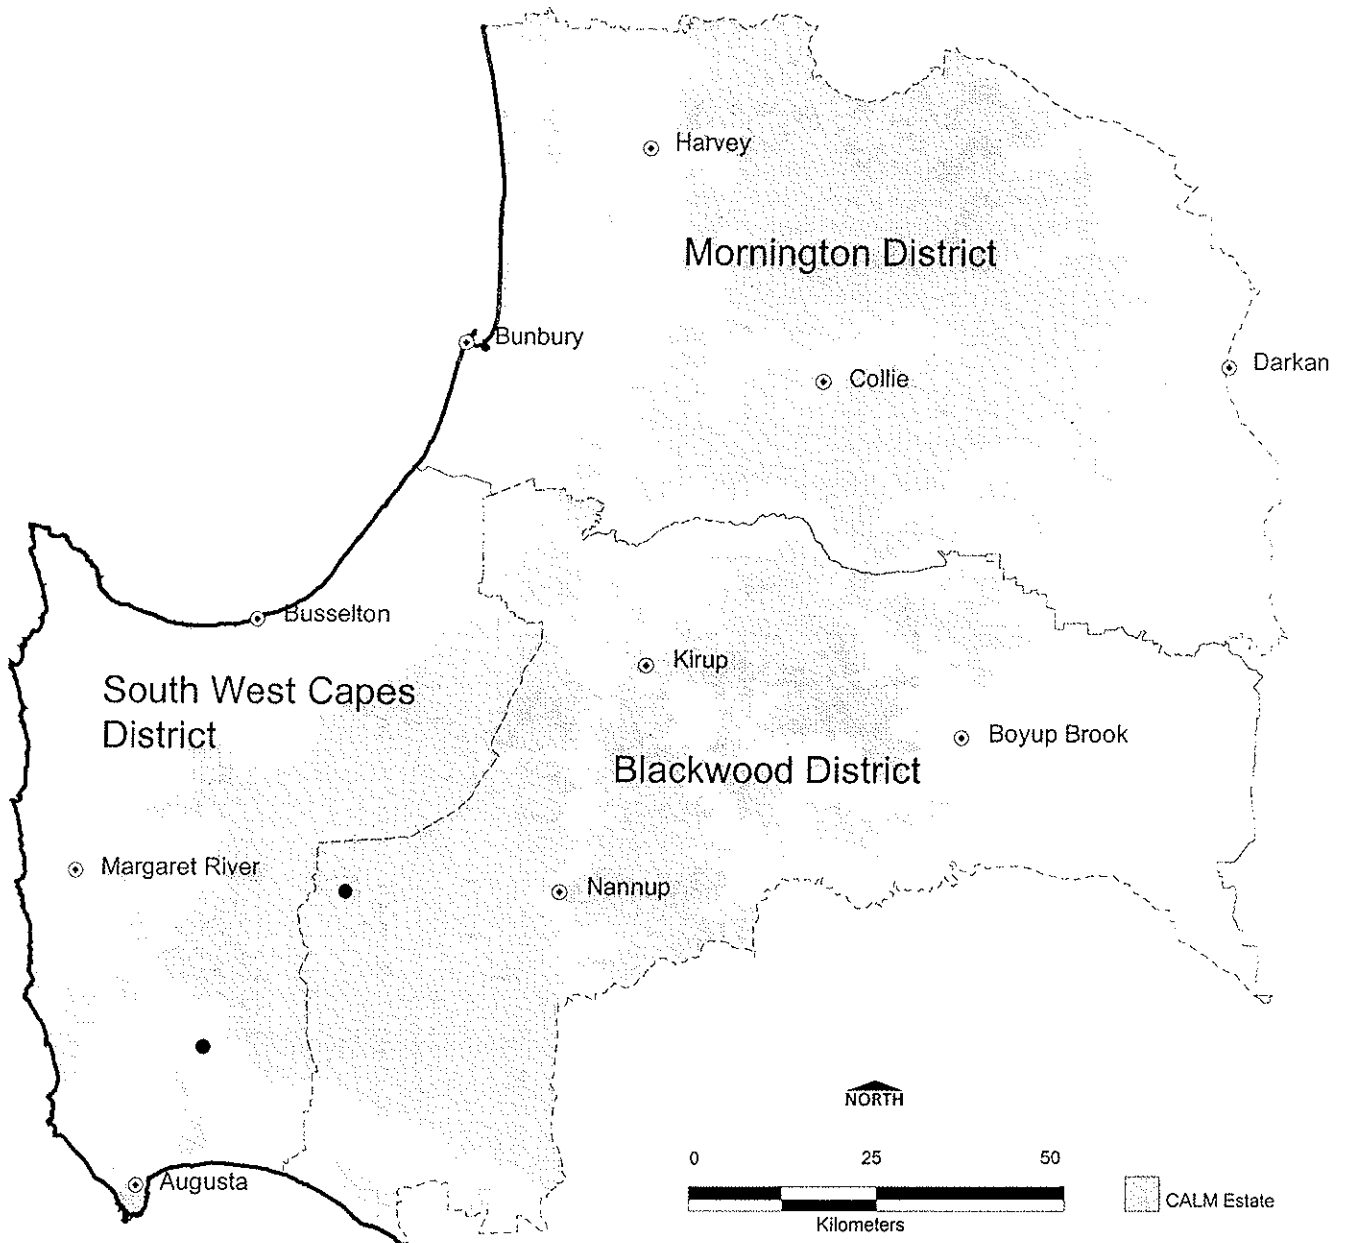 Harvey
Mornington District
Bunbury
Collie
Darkan
Busselton
Kirup
South West Capes
District
Boyup Brook
Blackwood District
Margaret River
Nannup
NORTH
0 25 50
Kilometers
CALM Estate
Augusta